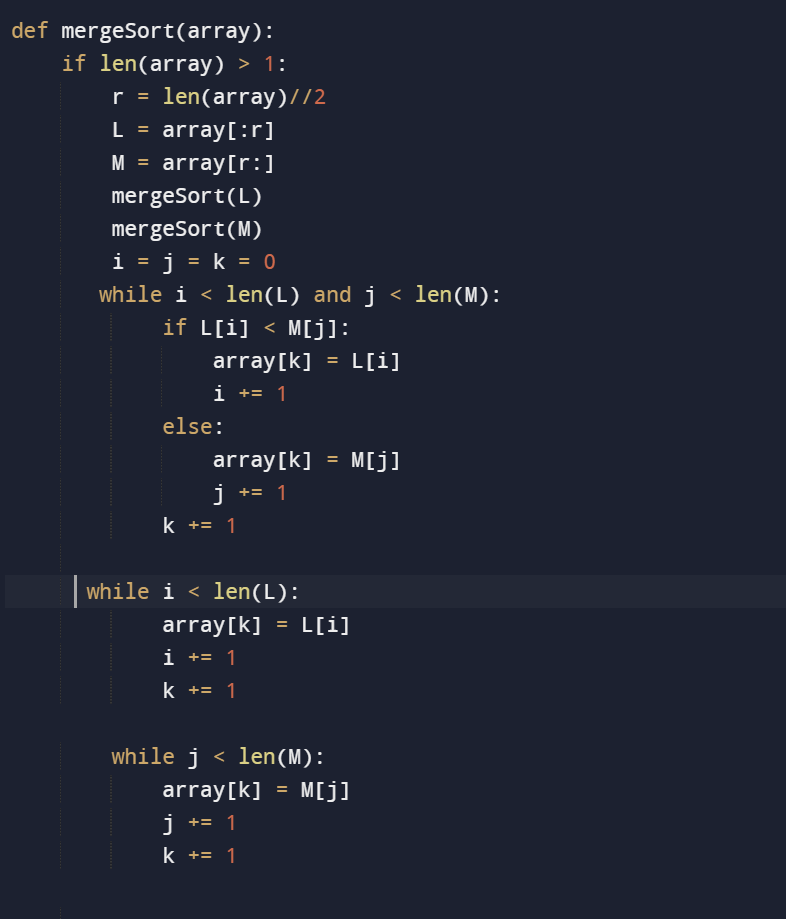 def mergeSort(array):
    if len(array) > 1:
        r = len(array)//2
        L = array[:r]
        M = array[r:]
        mergeSort(L)
        mergeSort(M)
        i = j = k = 0
       while i < len(L) and j < len(M):
            if L[i] < M[j]:
                array[k] = L[i]
                i += 1
            else:
                array[k] = M[j]
                j += 1
            k += 1

      while i < len(L):
            array[k] = L[i]
            i += 1
            k += 1

        while j < len(M):
            array[k] = M[j]
            j += 1
            k += 1